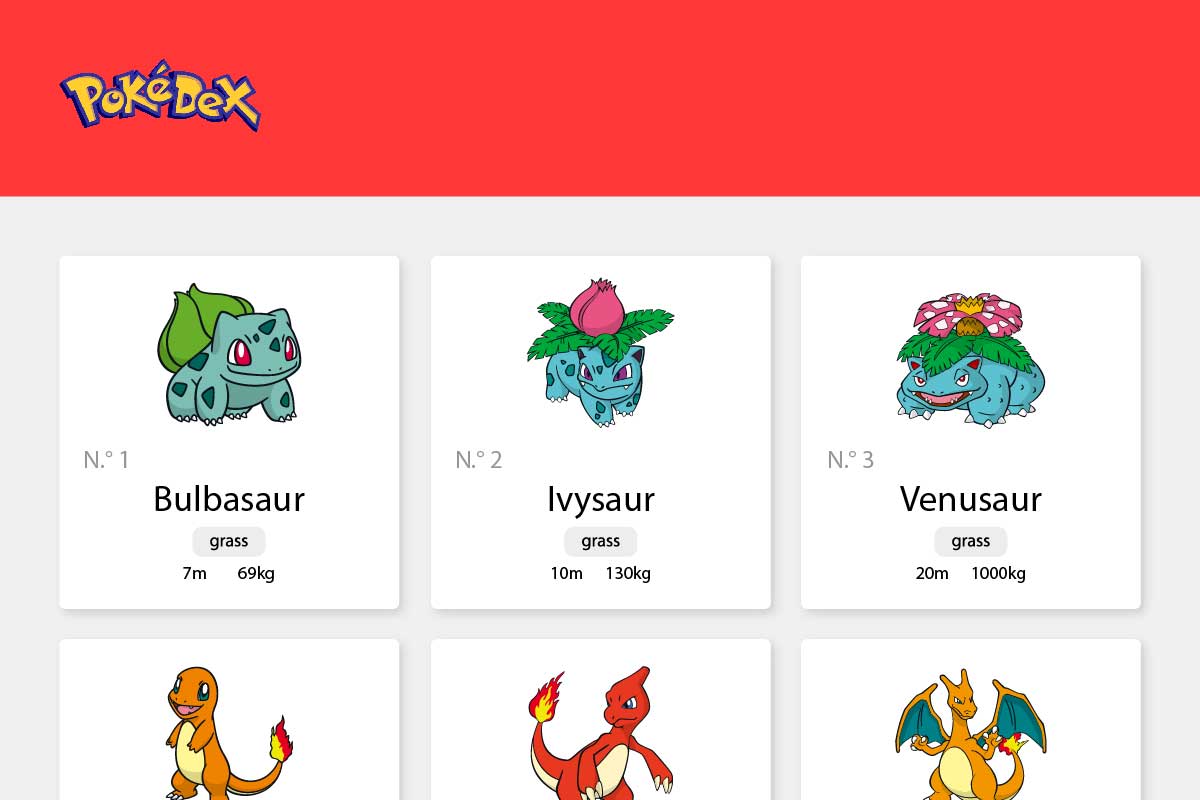 PoKéDeX
N.° 1
Bulbasaur
grass
7m 69kg
N.° 2
Ivysaur
grass
10m 130kg
N.° 3
Venusaur
grass
20m 1000kg